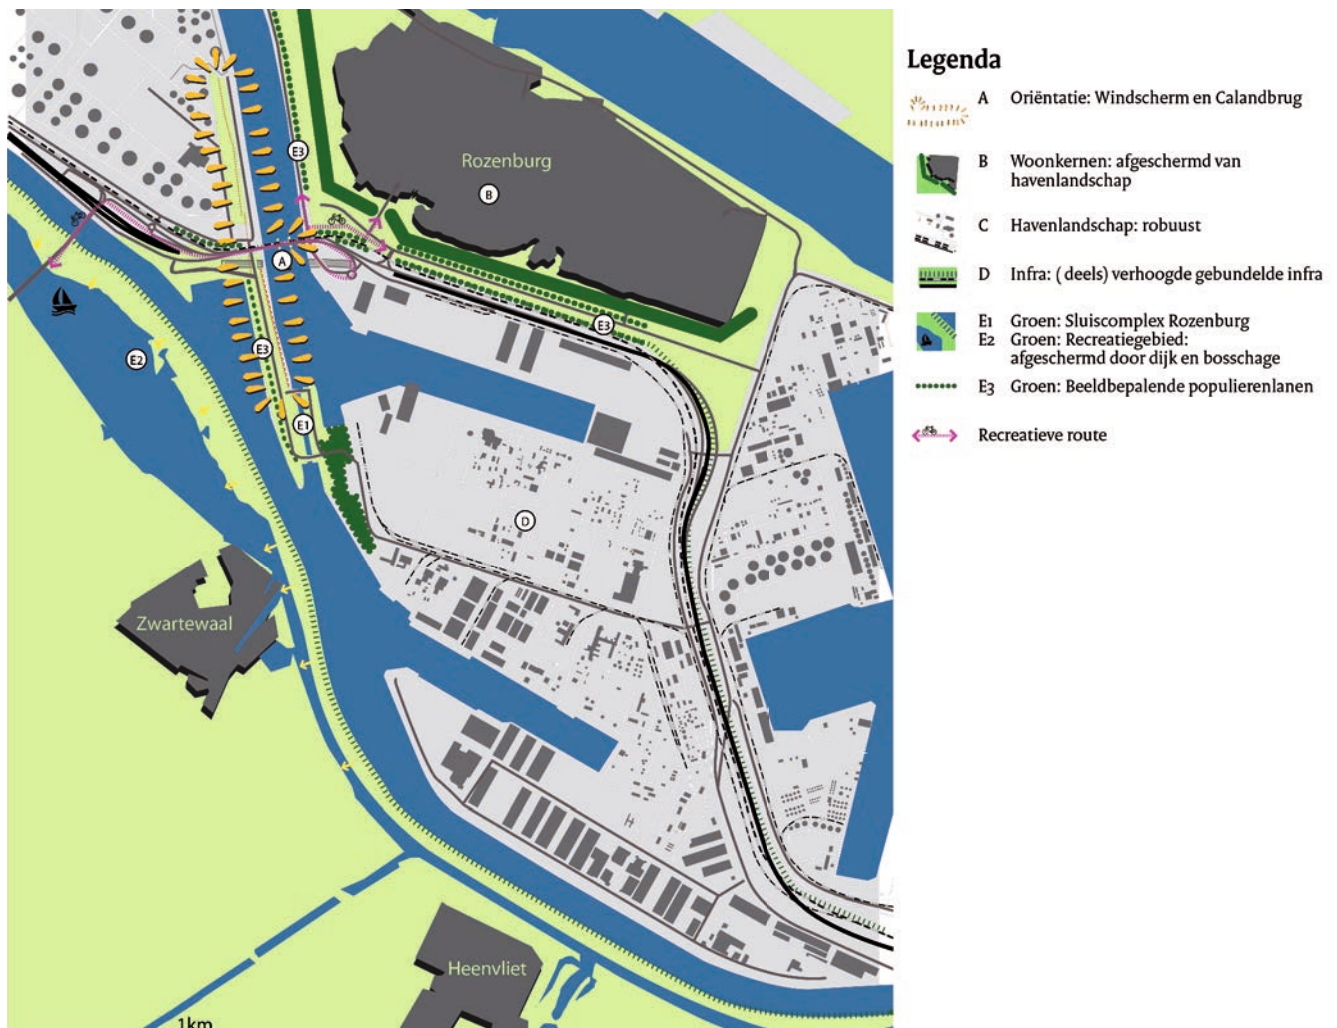 Legenda
A Oriëntatie: Windscherm en Calandbrug
B Woonkernen: afgeschermd van
havenlandschap
C Havenlandschap: robuust
D Infra: ( deels) verhoogde gebundelde infra
E1 Groen: Sluiscomplex Rozenburg
E2 Groen: Recreatiegebied:
afgeschermd door dijk en bosschage
E3 Groen: Beeldbepalende populierenlanen
Recreatieve route
E3
Rozenburg
B
A
E3
E3
E2
E1
D
Zwartewaal
Heenvliet
1km